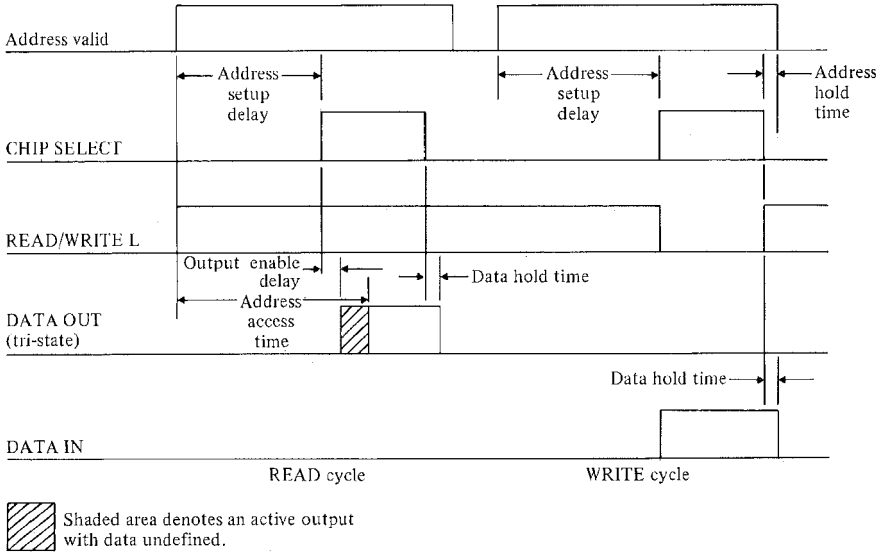 Address valid
Address
setup
delay
Address
setup
delay
Address
hold
time
CHIP SELECT
READ/WRITE L
Output enable
delay
Data hold time
Address
access
time
DATA OUT
(tri-state)
Data hold time
DATA IN
READ cycle
WRITE cycle
Shaded area denotes an active output
with data undefined.